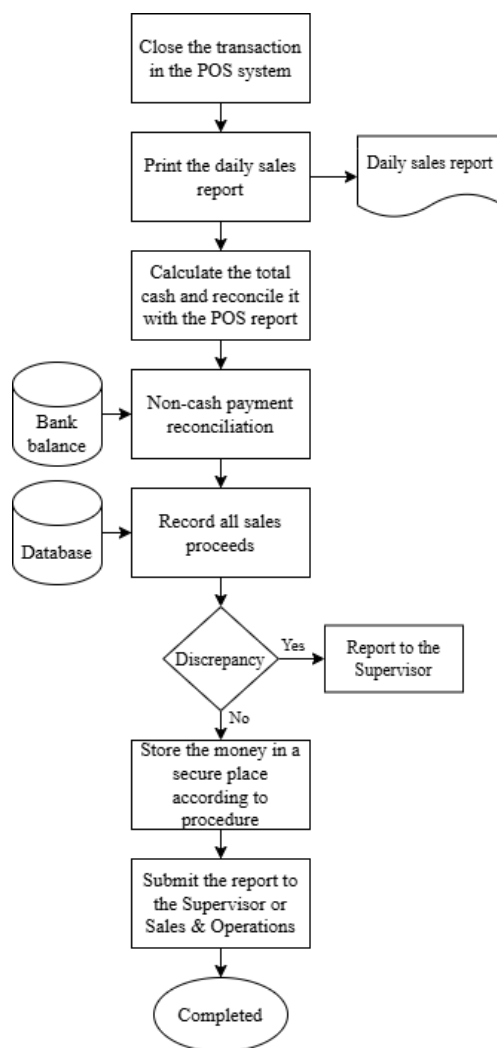 Close the transaction
in the POS system
Print the daily sales
report
Daily sales report
Calculate the total
cash and reconcile it
with the POS report
Bank
balance
Non-cash payment
reconciliation
Database
Record all sales
proceeds
Discrepancy
Yes
Report to the
Supervisor
No
Store the money in a
secure place
according to
procedure
Submit the report to
the Supervisor or
Sales & Operations
Completed